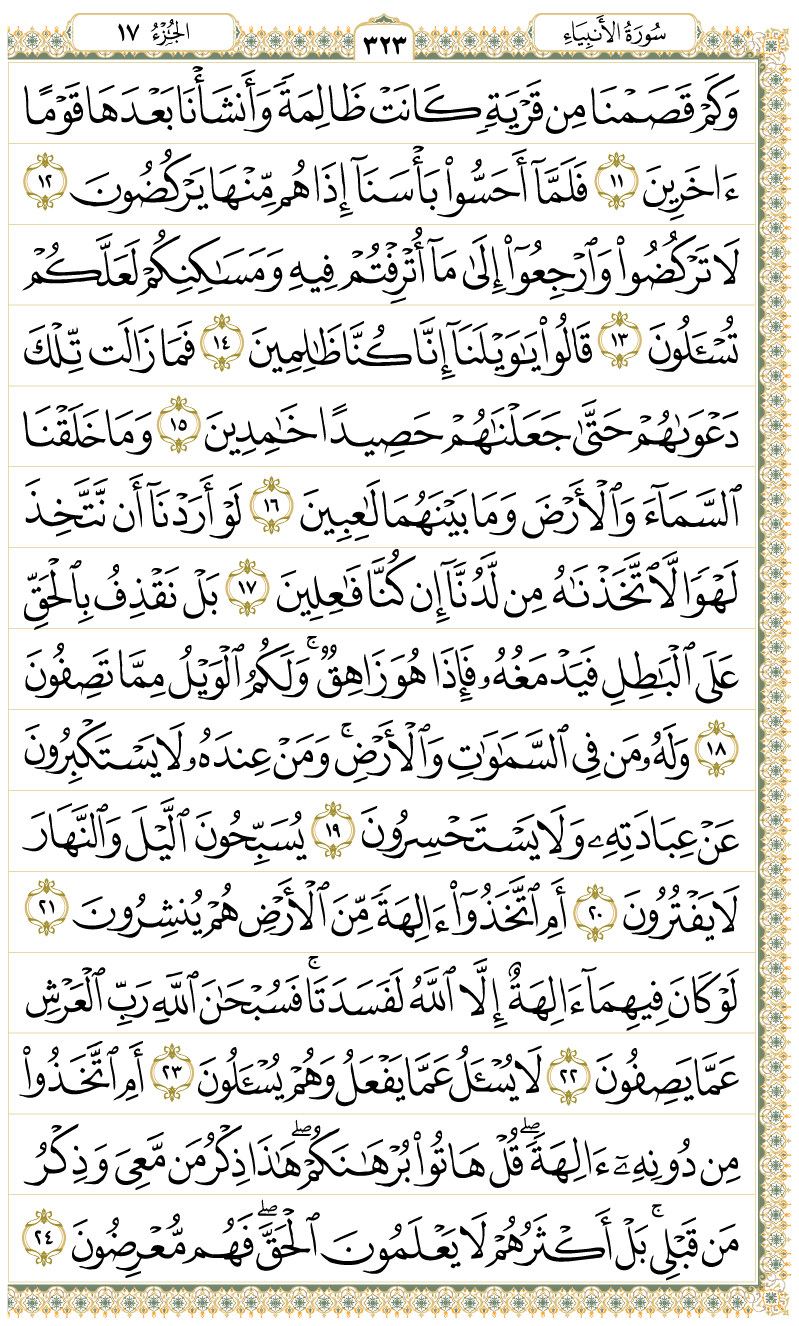 سُورَةُ الأَنبِيَاءِ ٣٢٣ الجُزْءُ ١٧
وَكَمۡ قَصَمۡنَا مِن قَرۡيَةٖ كَانَتۡ ظَالِمَةٗ وَأَنشَأۡنَا بَعۡدَهَا قَوۡمًا
ءَاخَرِينَ ١١ فَلَمَّآ أَحَسُّواْ بَأۡسَنَآ إِذَا هُم مِّنۡهَا يَرۡكُضُونَ ١٢
لَا تَرۡكُضُواْ وَٱرۡجِعُوٓاْ إِلَىٰ مَآ أُتۡرِفۡتُمۡ فِيهِ وَمَسَٰكِنِكُمۡ لَعَلَّكُمۡ
تُسۡـَٔلُونَ ١٣ قَالُواْ يَٰوَيۡلَنَآ إِنَّا كُنَّا ظَٰلِمِينَ ١٤ فَمَا زَالَت تِّلۡكَ
دَعۡوَىٰهُمۡ حَتَّىٰ جَعَلۡنَٰهُمۡ حَصِيدًا خَٰمِدِينَ ١٥ وَمَا خَلَقۡنَا
ٱلسَّمَآءَ وَٱلۡأَرۡضَ وَمَا بَيۡنَهُمَا لَٰعِبِينَ ١٦ لَوۡ أَرَدۡنَآ أَن نَّتَّخِذَ
لَهۡوٗا لَّٱتَّخَذۡنَٰهُ مِن لَّدُنَّآ إِن كُنَّا فَٰعِلِينَ ١٧ بَلۡ نَقۡذِفُ بِٱلۡحَقِّ
عَلَى ٱلۡبَٰطِلِ فَيَدۡمَغُهُۥ فَإِذَا هُوَ زَاهِقٞۚ وَلَكُمُ ٱلۡوَيۡلُ مِمَّا تَصِفُونَ
١٨ وَلَهُۥ مَن فِي ٱلسَّمَٰوَٰتِ وَٱلۡأَرۡضِۚ وَمَنۡ عِندَهُۥ لَا يَسۡتَكۡبِرُونَ
عَنۡ عِبَادَتِهِۦ وَلَا يَسۡتَحۡسِرُونَ ١٩ يُسَبِّحُونَ ٱلَّيۡلَ وَٱلنَّهَارَ
لَا يَفۡتُرُونَ ٢٠ أَمِ ٱتَّخَذُوٓاْ ءَالِهَةٗ مِّنَ ٱلۡأَرۡضِ هُمۡ يُنشِرُونَ ٢١
لَوۡ كَانَ فِيهِمَآ ءَالِهَةٌ إِلَّا ٱللَّهُ لَفَسَدَتَاۚ فَسُبۡحَٰنَ ٱللَّهِ رَبِّ ٱلۡعَرۡشِ
عَمَّا يَصِفُونَ ٢٢ لَا يُسۡـَٔلُ عَمَّا يَفۡعَلُ وَهُمۡ يُسۡـَٔلُونَ ٢٣ أَمِ ٱتَّخَذُواْ
مِن دُونِهِۦٓ ءَالِهَةٗۖ قُلۡ هَاتُواْ بُرۡهَٰنَكُمۡۖ هَٰذَا ذِكۡرُ مَن مَّعِيَ وَذِكۡرُ
مَن قَبۡلِيۚ بَلۡ أَكۡثَرُهُمۡ لَا يَعۡلَمُونَ ٱلۡحَقَّۖ فَهُم مُّعۡرِضُونَ ٢٤